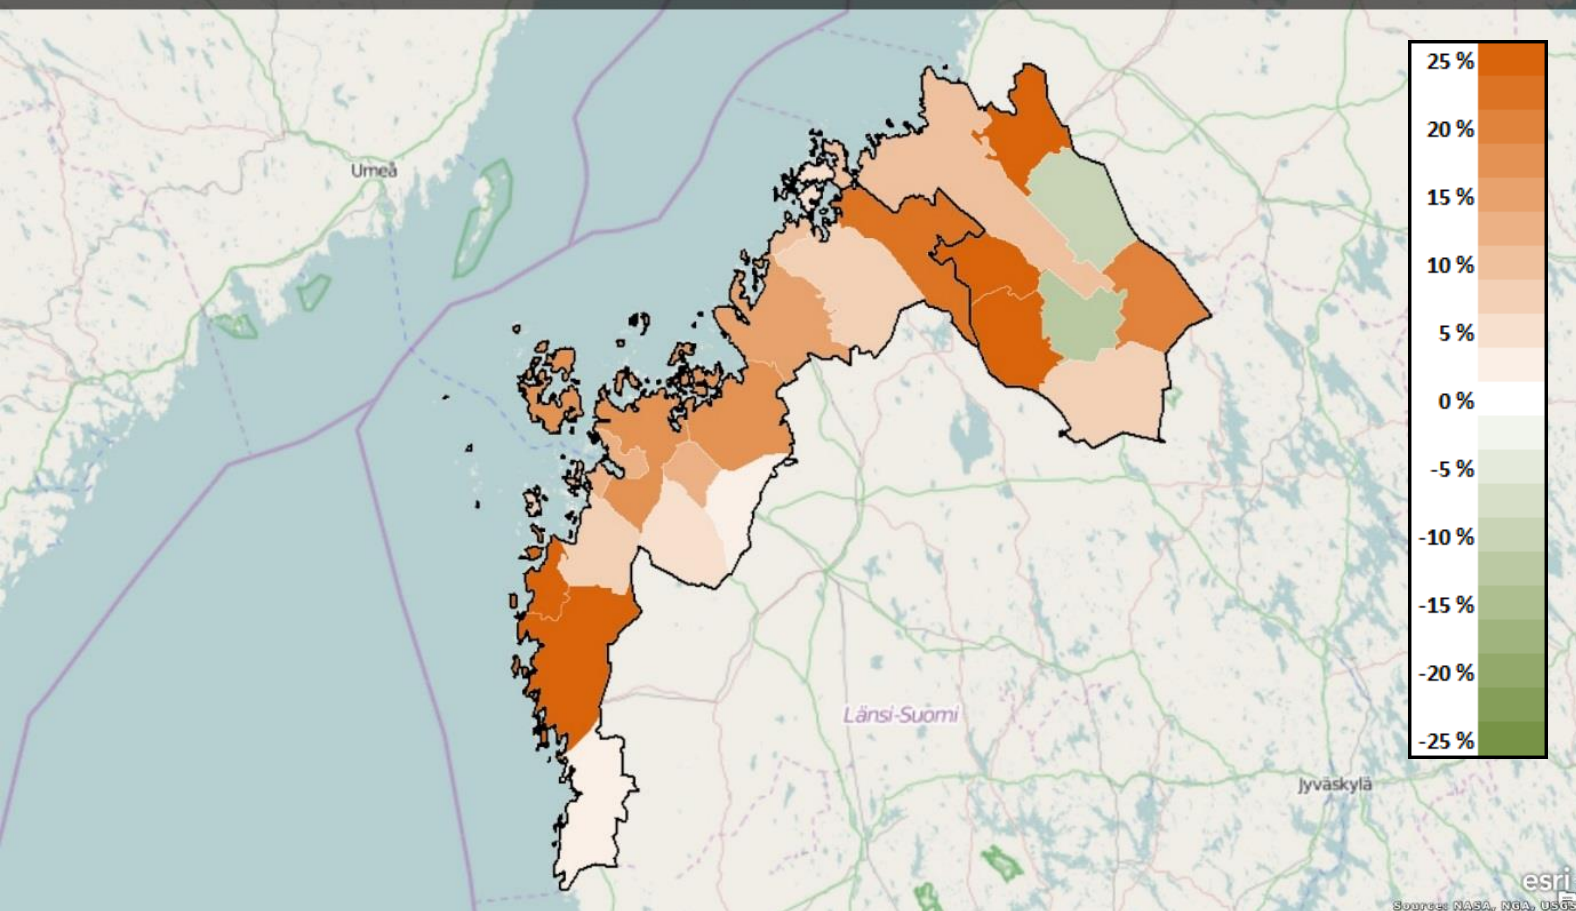 Umeå
25 %
20 %
15 %
10 %
5 %
0 %
-5 %
-10 %
-15 %
-20 %
-25 %
Länsi-Suomi
Jyväskylä
esri
Sources: NASA, NGA, USGS